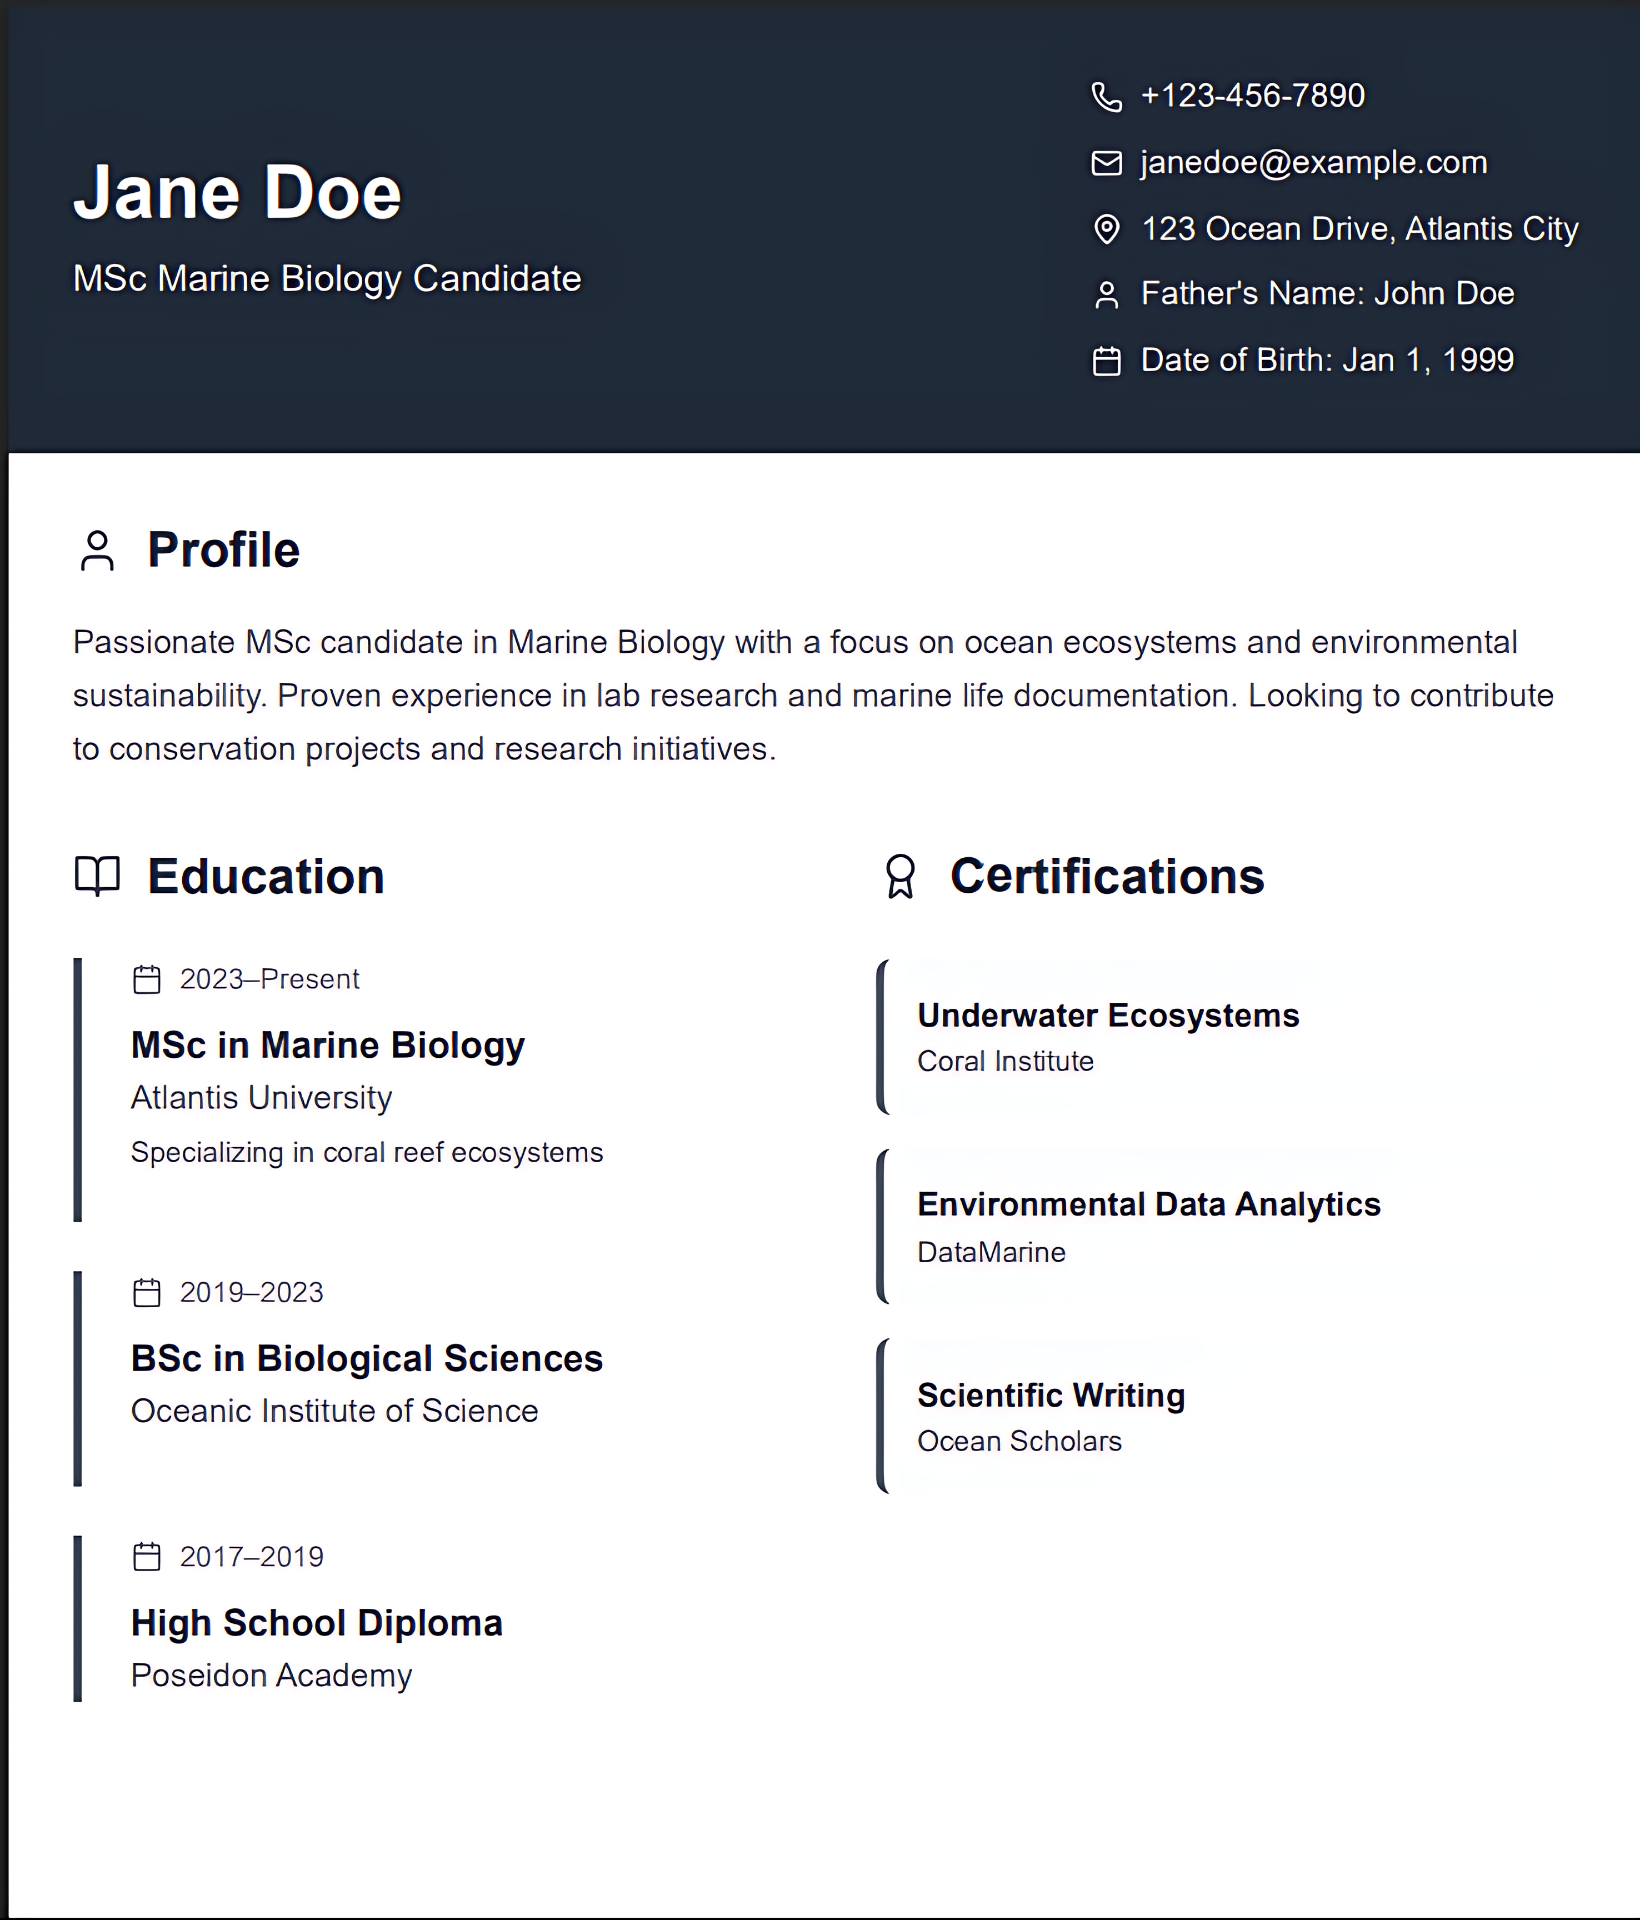 Jane Doe
MSc Marine Biology Candidate
+123-456-7890
janedoe@example.com
123 Ocean Drive, Atlantis City
Father's Name: John Doe
Date of Birth: Jan 1, 1999
Profile
Passionate MSc candidate in Marine Biology with a focus on ocean ecosystems and environmental
sustainability. Proven experience in lab research and marine life documentation. Looking to contribute
to conservation projects and research initiatives.
Education
2023–Present
MSc in Marine Biology
Atlantis University
Specializing in coral reef ecosystems
2019–2023
BSc in Biological Sciences
Oceanic Institute of Science
2017–2019
High School Diploma
Poseidon Academy
Certifications
Underwater Ecosystems
Coral Institute
Environmental Data Analytics
DataMarine
Scientific Writing
Ocean Scholars